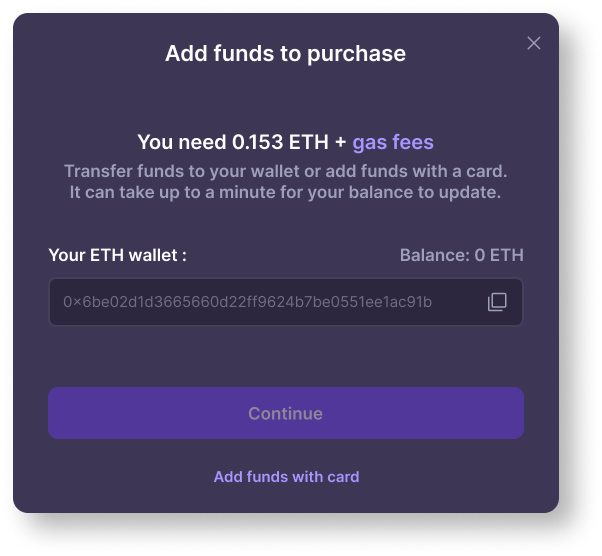 Add funds to purchase
You need 0.153 ETH + gas fees
Transfer funds to your wallet or add funds with a card.
It can take up to a minute for your balance to update.
Your ETH wallet :
Balance: 0 ETH
0×6be02d1d3665660d22ff9624b7be0551ee1ac91b
Continue
Add funds with card